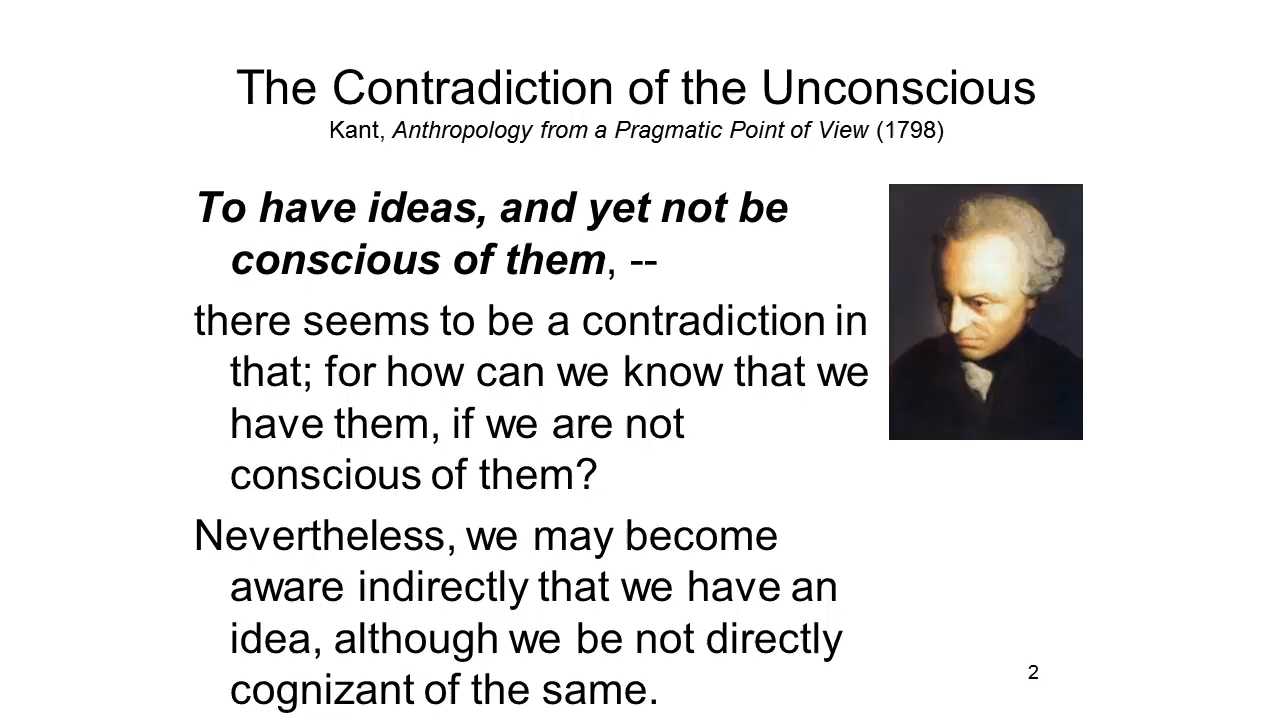 The Contradiction of the Unconscious
Kant, Anthropology from a Pragmatic Point of View (1798)
To have ideas, and yet not be
conscious of them, --
there seems to be a contradiction in
that; for how can we know that we
have them, if we are not
conscious of them?
Nevertheless, we may become
aware indirectly that we have an
idea, although we be not directly
cognizant of the same.
2